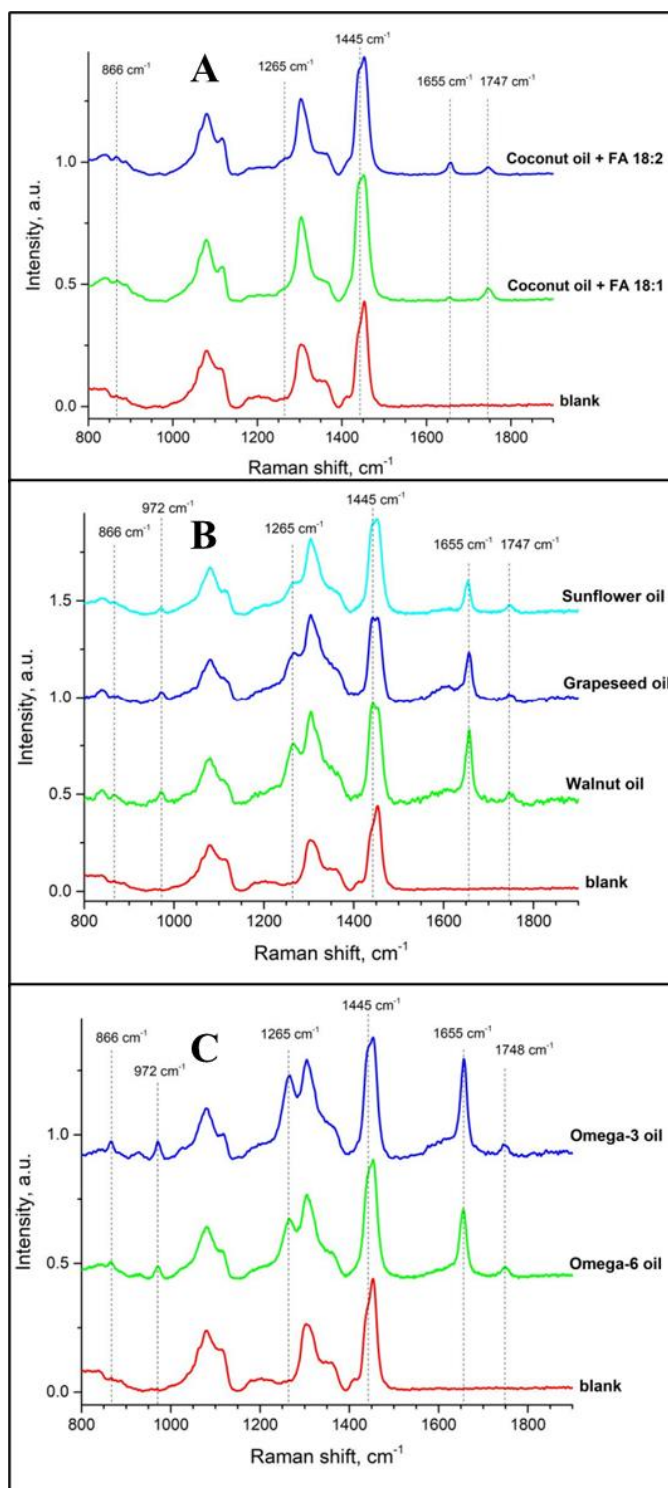 A
866 cm-1
1265 cm-1
1445 cm-1
1655 cm-1
1747 cm-1
Coconut oil + FA 18:2
Coconut oil + FA 18:1
blank
Intensity, a.u.
1.0
0.5
0.0
800 1000 1200 1400 1600 1800
Raman shift, cm-1
B
866 cm-1
972 cm-1
1265 cm-1
1445 cm-1
1655 cm-1
1747 cm-1
Sunflower oil
Grapeseed oil
Walnut oil
blank
Intensity, a.u.
1.5
1.0
0.5
0.0
800 1000 1200 1400 1600 1800
Raman shift, cm-1
C
866 cm-1
972 cm-1
1265 cm-1
1445 cm-1
1655 cm-1
1748 cm-1
Omega-3 oil
Omega-6 oil
blank
Intensity, a.u.
1.0
0.5
0.0
800 1000 1200 1400 1600 1800
Raman shift, cm-1